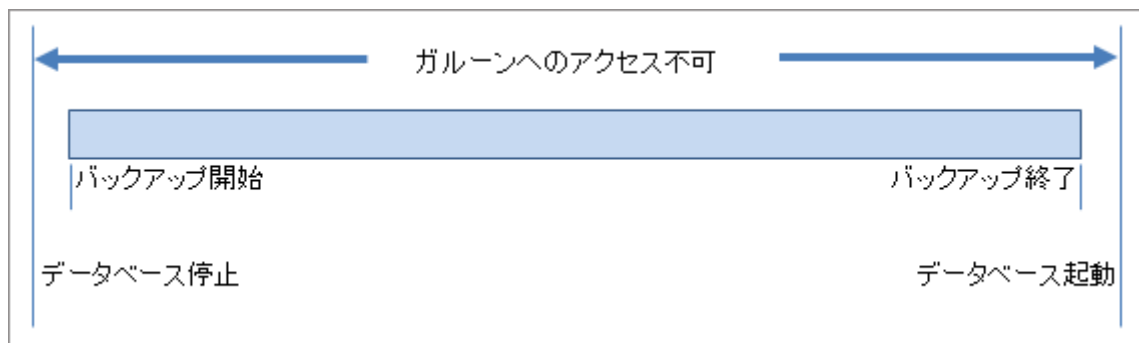 ガルーンへのアクセス不可
バックアップ開始
バックアップ終了
データベース停止
データベース起動